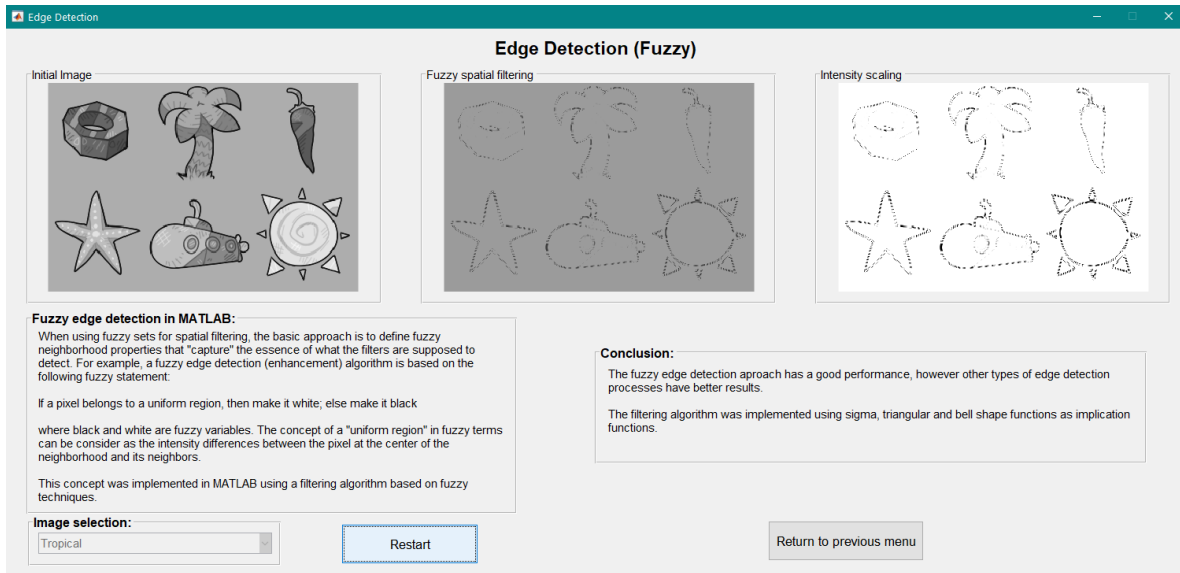 Edge Detection
Edge Detection (Fuzzy)
Initial Image
Fuzzy spatial filtering
Intensity scaling
Fuzzy edge detection in MATLAB:
When using fuzzy sets for spatial filtering, the basic approach is to define fuzzy
neighborhood properties that "capture" the essence of what the filters are supposed to
detect. For example, a fuzzy edge detection (enhancement) algorithm is based on the
following fuzzy statement:
If a pixel belongs to a uniform region, then make it white; else make it black
where black and white are fuzzy variables. The concept of a "uniform region" in fuzzy terms
can be consider as the intensity differences between the pixel at the center of the
neighborhood and its neighbors.
This concept was implemented in MATLAB using a filtering algorithm based on fuzzy
techniques.
Conclusion:
The fuzzy edge detection aproach has a good performance, however other types of edge detection
processes have better results.
The filtering algorithm was implemented using sigma, triangular and bell shape functions as implication
functions.
Image selection:
Tropical
Restart
Return to previous menu